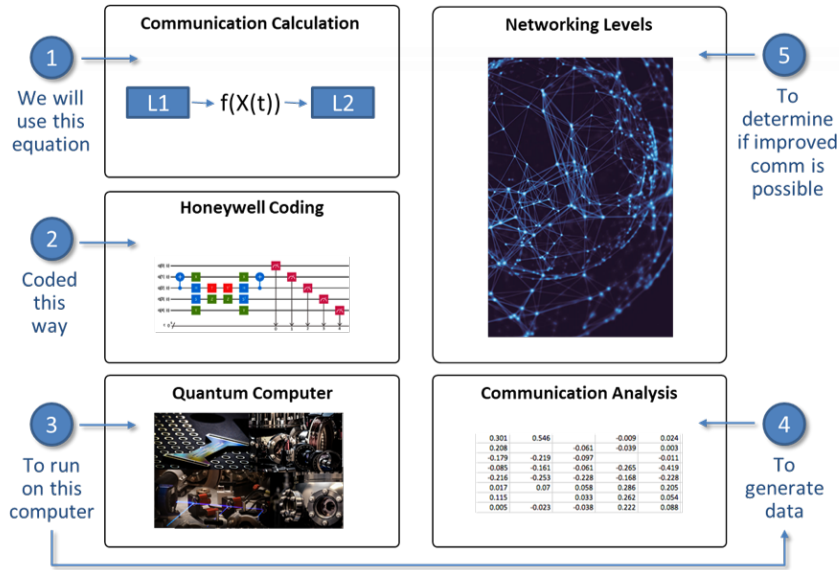 Communication Calculation
1
We will
use this
equation
L1
f(X(t))
L2
Honeywell Coding
2
Coded
this
way
Quantum Computer
3
To run
on this
computer
Networking Levels
5
To
determine
if improved
comm is
possible
Communication Analysis
4
To
generate
data
0.301 0.546 -0.009 0.024
0.208 -0.061 -0.039 0.003
-0.179 -0.219 -0.097 -0.011
-0.085 -0.161 -0.061 -0.265 -0.419
-0.216 -0.253 -0.228 -0.168 -0.228
0.017 0.07 0.058 0.286 0.205
0.115 0.033 0.262 0.054
0.005 -0.023 -0.038 0.222 0.088